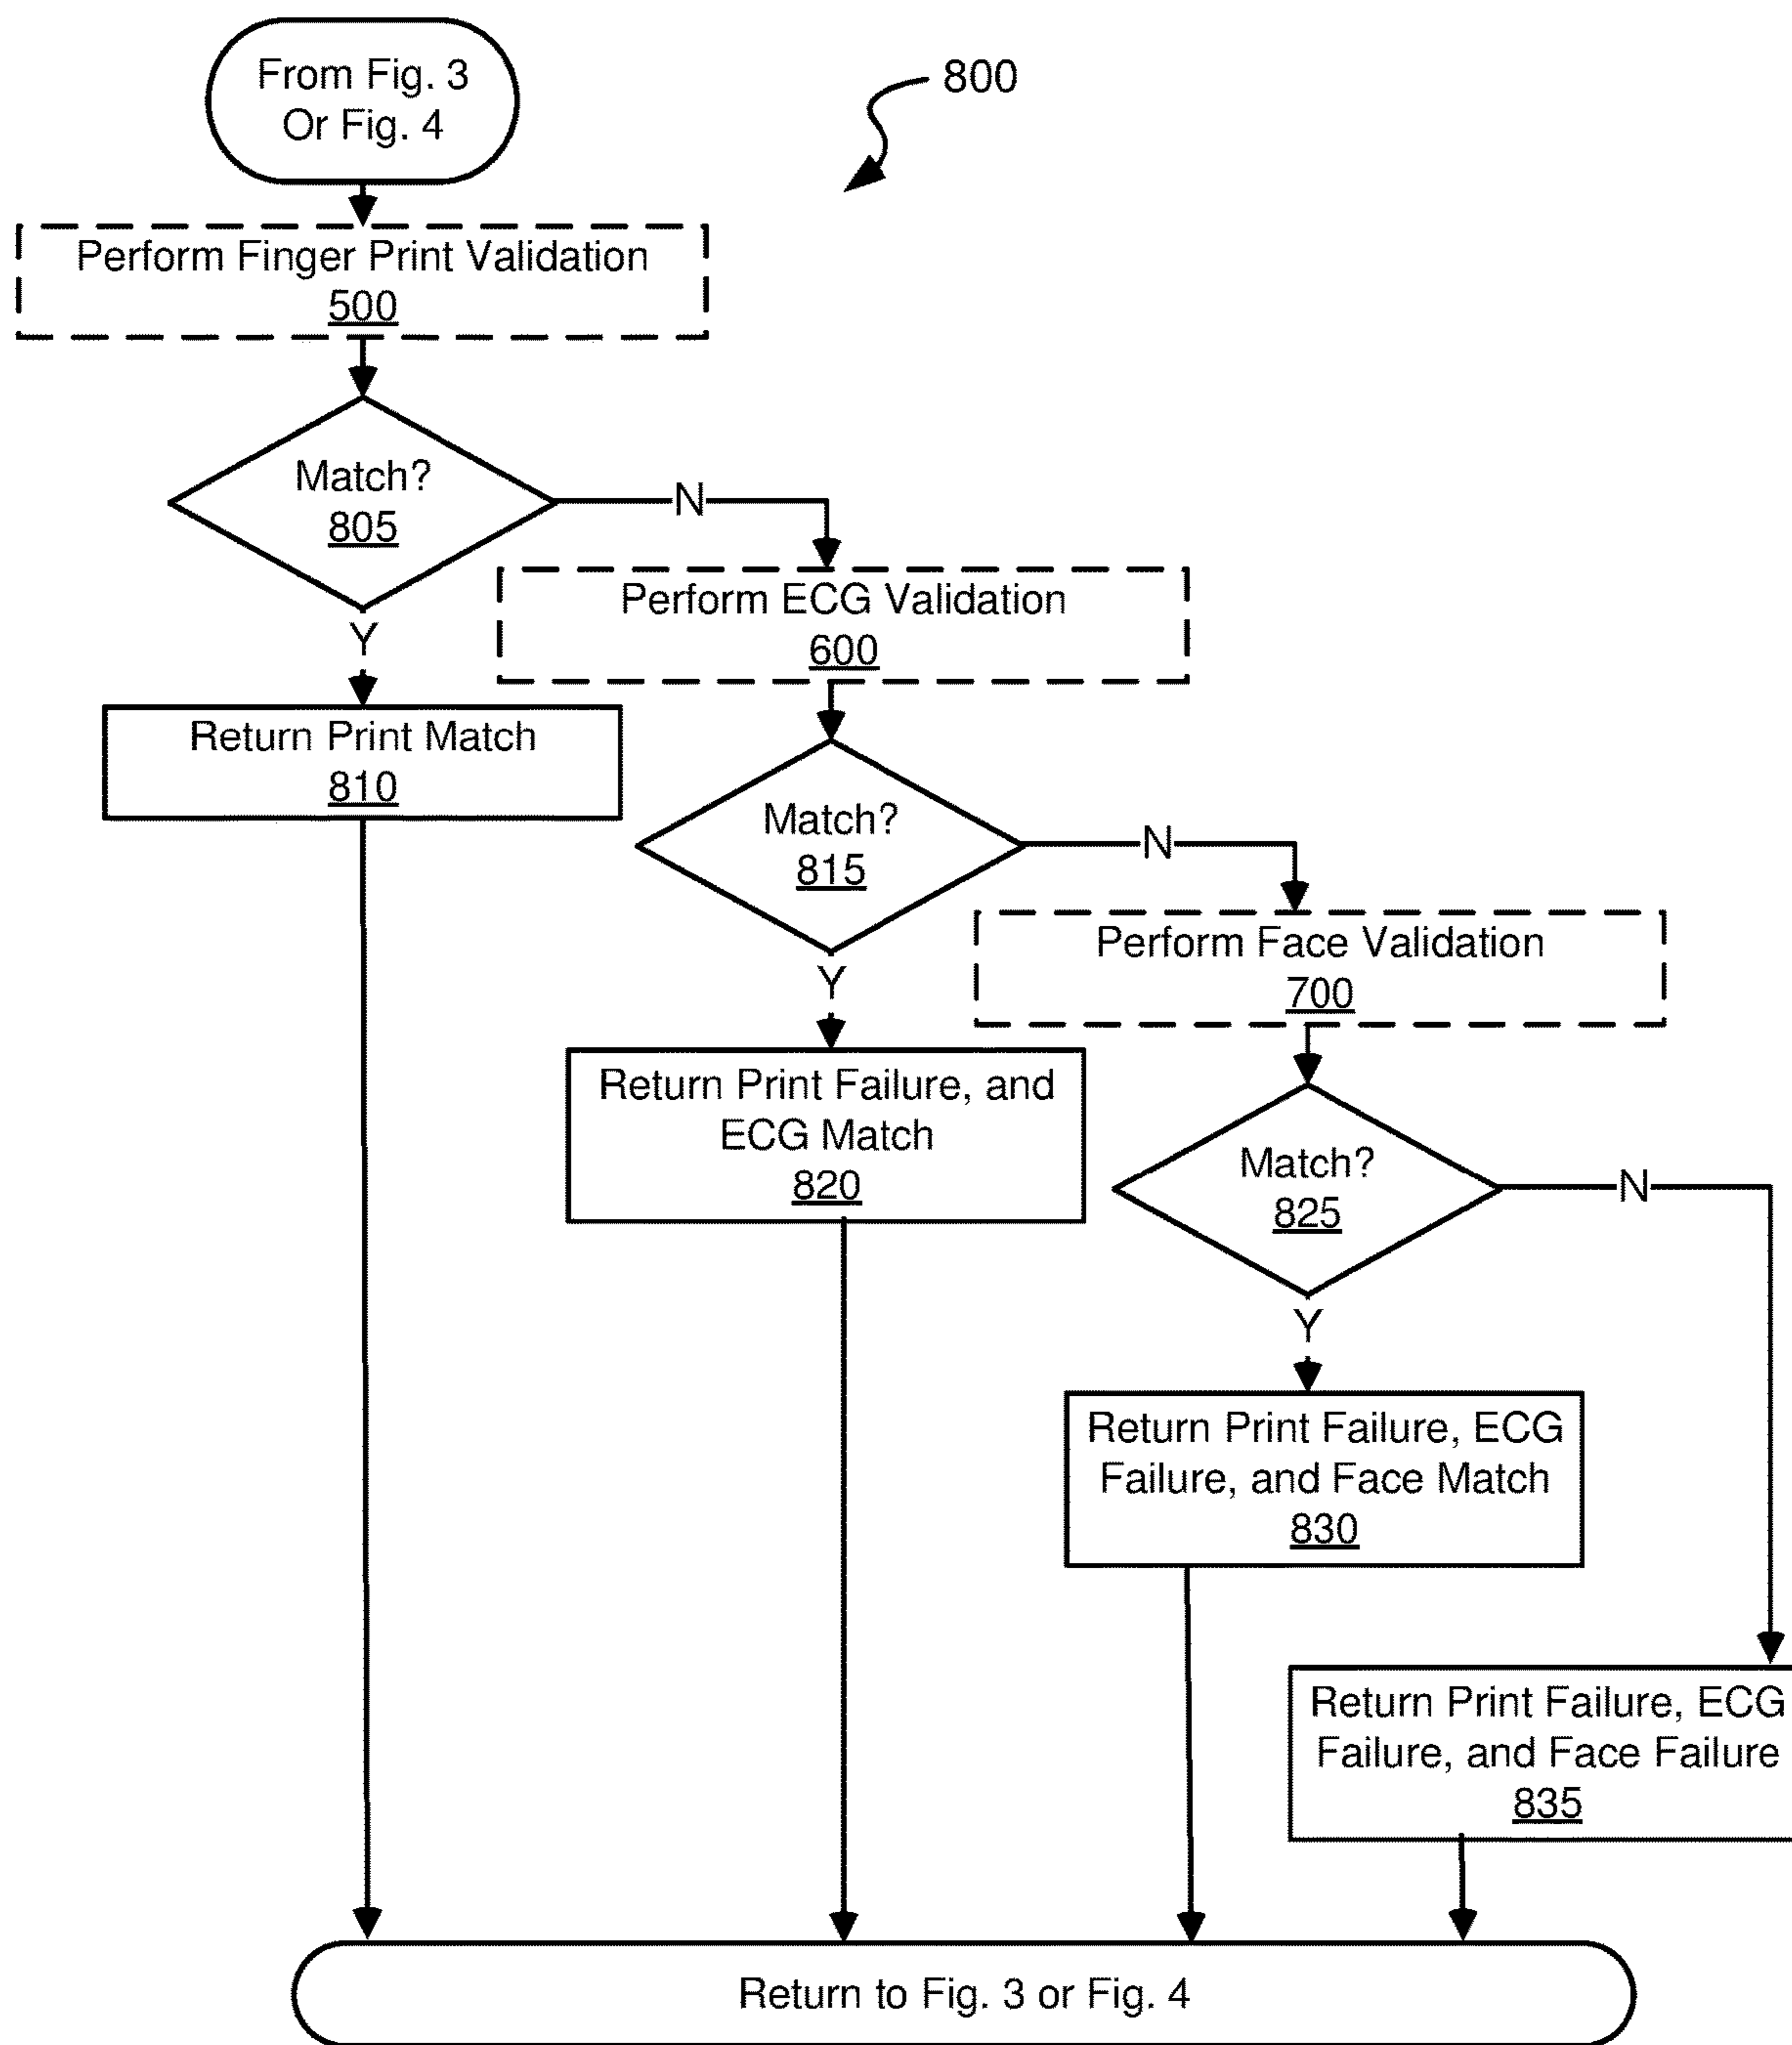 From Fig. 3
Or Fig. 4
800
Perform Finger Print Validation
500
Match?
805
N
Y
Perform ECG Validation
600
Return Print Match
810
Match?
815
N
Y
Perform Face Validation
700
Return Print Failure, and
ECG Match
820
Match?
825
N
Y
Return Print Failure, ECG
Failure, and Face Match
830
Return Print Failure, ECG
Failure, and Face Failure
835
Return to Fig. 3 or Fig. 4